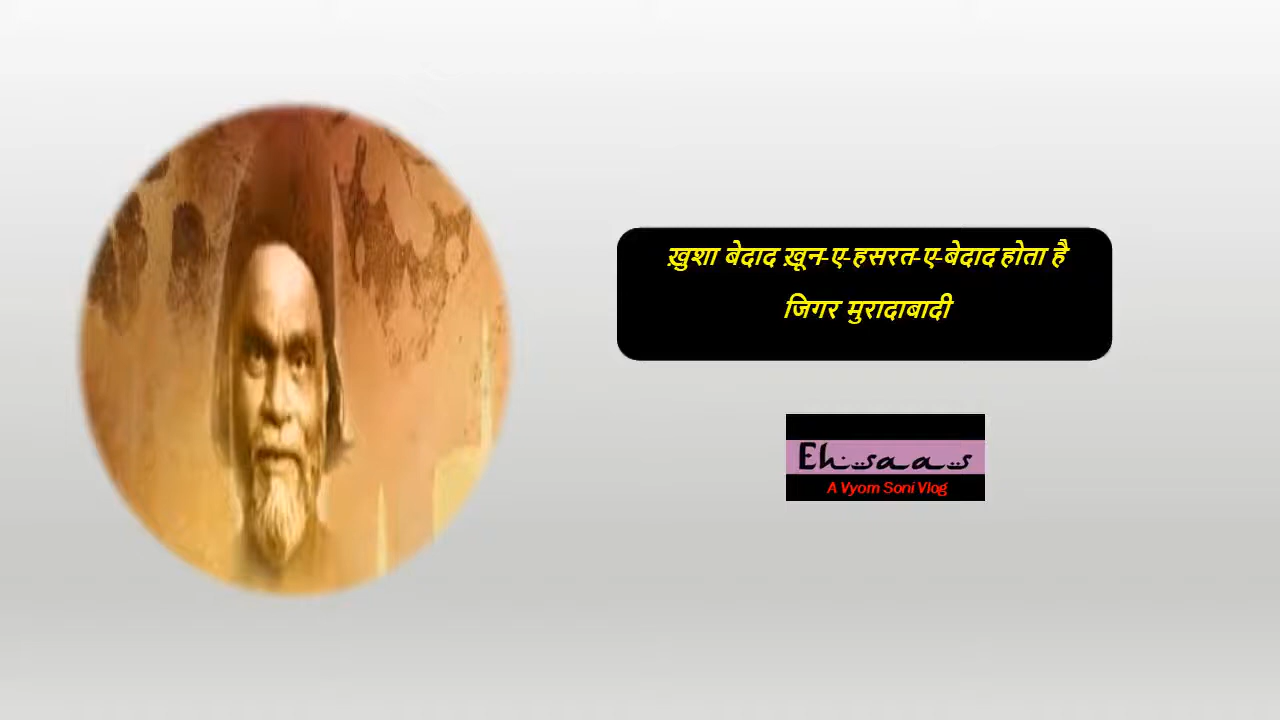 ख़ुशा बेदाद ख़ून-ए-हसरत-ए-बेदाद होता है
जिगर मुरादाबादी
Ehsaas
A Vyom Soni Vlog